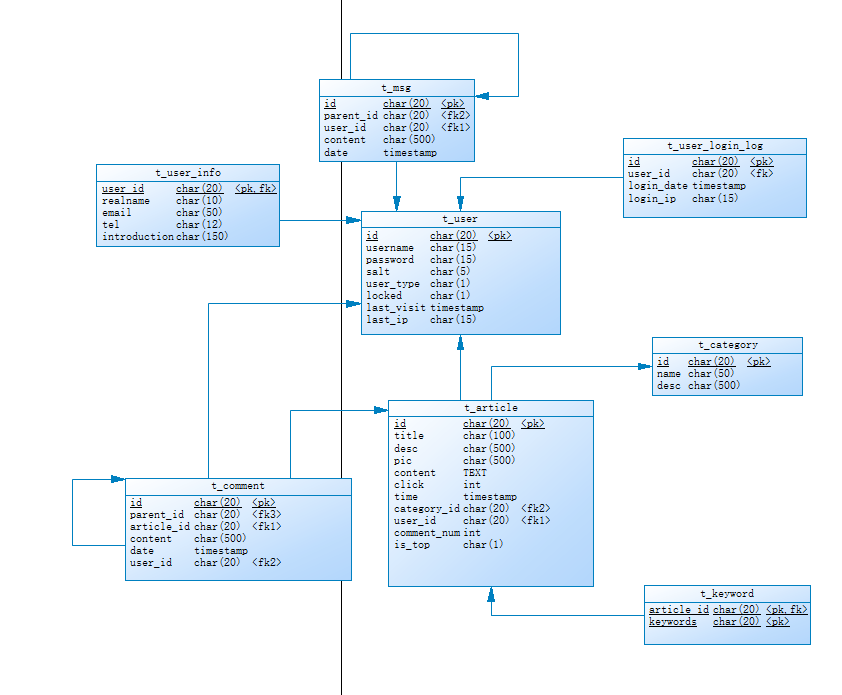 t_msg
id char(20) <pk>
parent_id char(20) <fk2>
user_id char(20) <fk1>
content char(500)
date timestamp
t_user_login_log
id char(20) <pk>
user_id char(20) <fk>
login_date timestamp
login_ip char(15)
t_user_info
user_id char(20) <pk,fk>
realname char(10)
email char(50)
tel char(12)
introduction char(150)
t_user
id char(20) <pk>
username char(15)
password char(15)
salt char(5)
user_type char(1)
locked char(1)
last_visit timestamp
last_ip char(15)
t_category
id char(20) <pk>
name char(50)
desc char(500)
t_article
id char(20) <pk>
title char(100)
desc char(500)
pic char(500)
content TEXT
click int
time timestamp
category_id char(20) <fk2>
user_id char(20) <fk1>
comment_num int
is_top char(1)
t_comment
id char(20) <pk>
parent_id char(20) <fk3>
article_id char(20) <fk1>
content char(500)
date timestamp
user_id char(20) <fk2>
t_keyword
article_id char(20) <pk,fk>
keywords char(20) <pk>